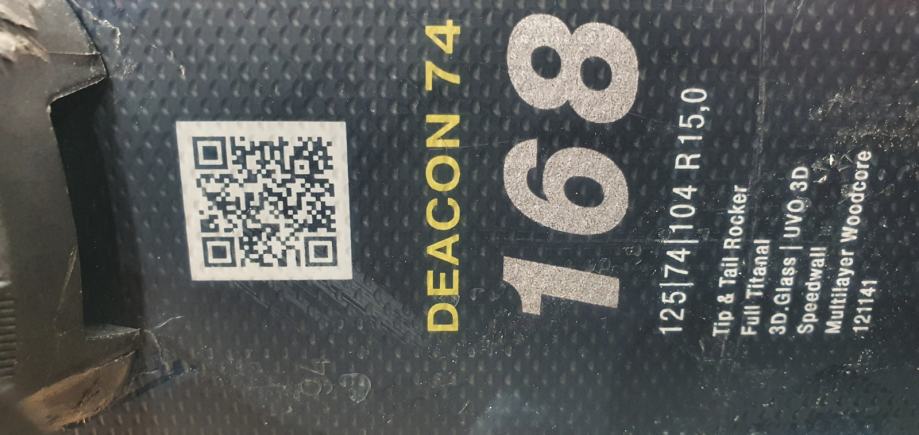 DEACON 74
168
125|74|104 R 15,0
Tip & Tail Rocker
Full Titanal
3D.Glass | UVO 3D
Speedwall
Multilayer Woodcore
121141